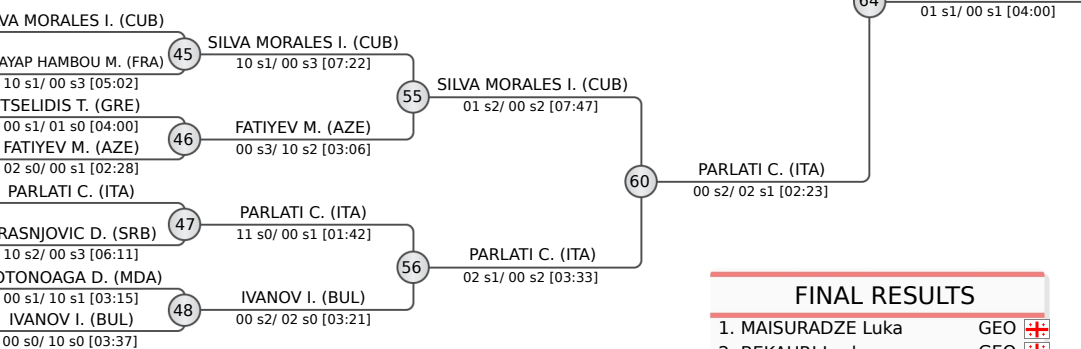 64
01 s1/ 00 s1 [04:00]
VA MORALES I. (CUB)
45
AYAP HAMBOU M. (FRA)
10 s1/ 00 s3 [05:02]
SILVA MORALES I. (CUB)
10 s1/ 00 s3 [07:22]
TSELIDIS T. (GRE)
00 s1/ 01 s0 [04:00]
46
FATIYEV M. (AZE)
02 s0/ 00 s1 [02:28]
FATIYEV M. (AZE)
00 s3/ 10 s2 [03:06]
55
SILVA MORALES I. (CUB)
01 s2/ 00 s2 [07:47]
PARLATI C. (ITA)
47
RASNJOVIC D. (SRB)
10 s2/ 00 s3 [06:11]
PARLATI C. (ITA)
11 s0/ 00 s1 [01:42]
OTONOAGA D. (MDA)
00 s1/ 10 s1 [03:15]
48
IVANOV I. (BUL)
00 s0/ 10 s0 [03:37]
IVANOV I. (BUL)
00 s2/ 02 s0 [03:21]
56
PARLATI C. (ITA)
02 s1/ 00 s2 [03:33]
60
PARLATI C. (ITA)
00 s2/ 02 s1 [02:23]
FINAL RESULTS
1. MAISURADZE Luka GEO